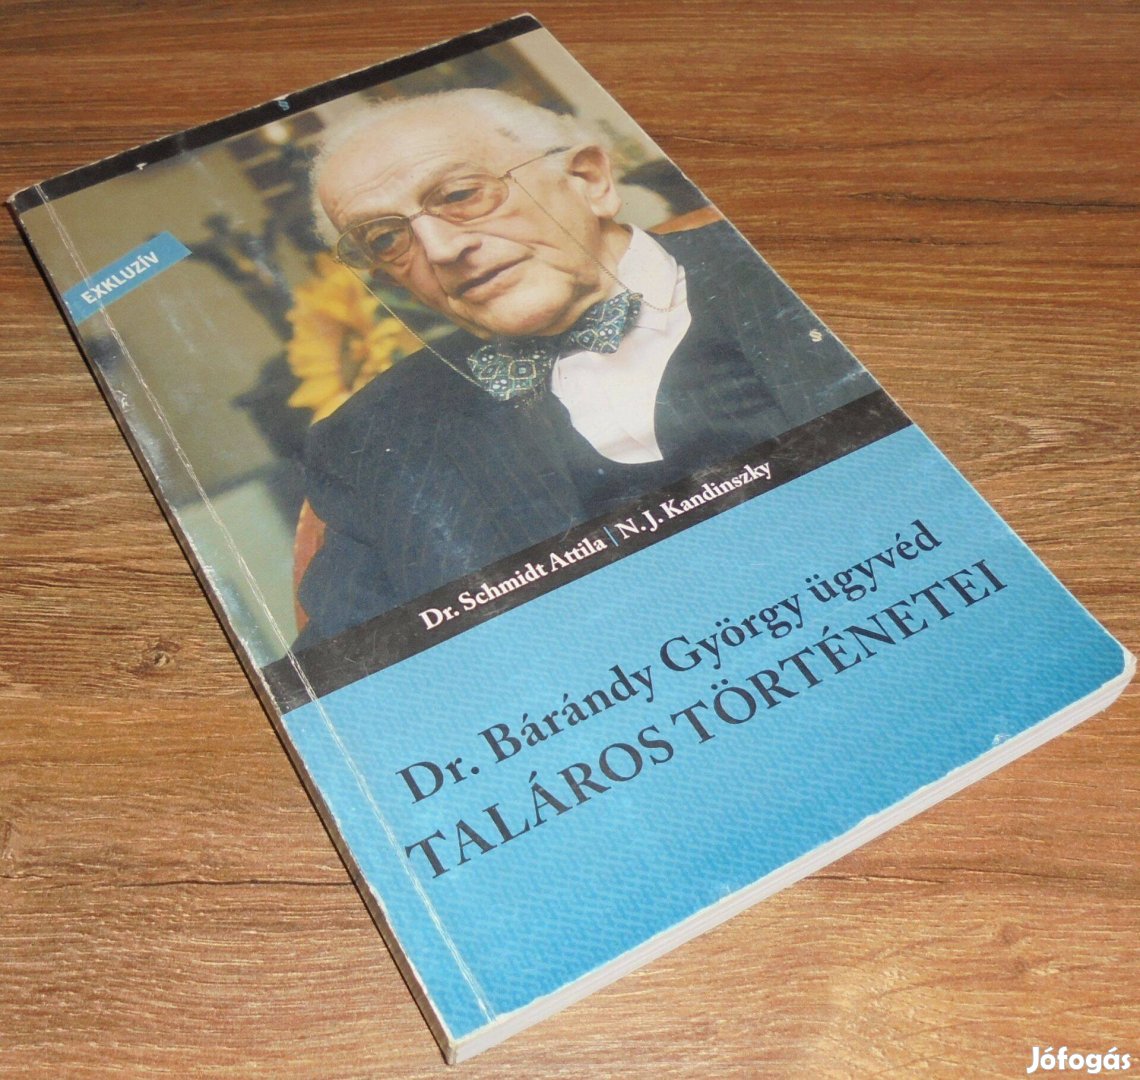 EXKLUZÍV
Dr. Schmidt Attila | N. J. Kandinszky
Dr. Bárándy György ügyvéd
TALÁROS TÖRTÉNETEI
Jófogás